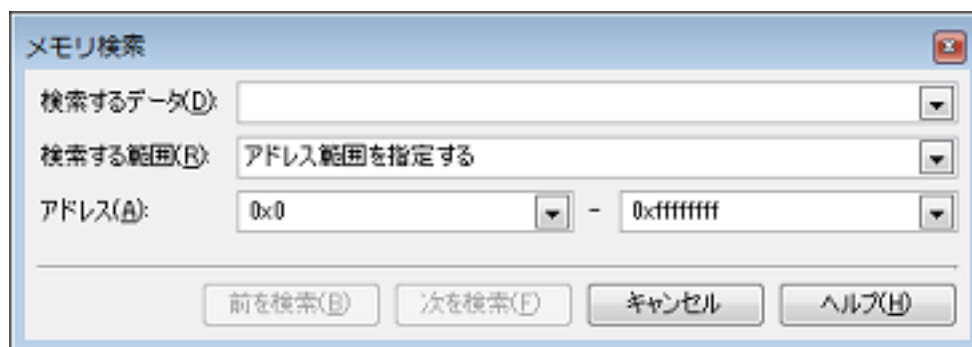 メモリ検索
検索するデータ(D):
検索する範囲(R): アドレス範囲を指定する
アドレス(A): 0x0 - 0xffffffff
前を検索(B) 次を検索(F) キャンセル ヘルプ(H)